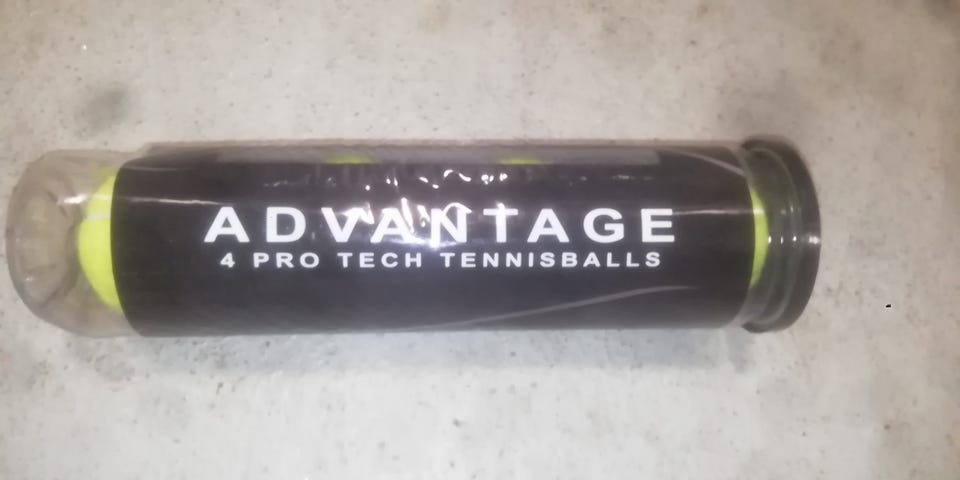 ADVANTAGE
4 PRO TECH TENNISBALLS